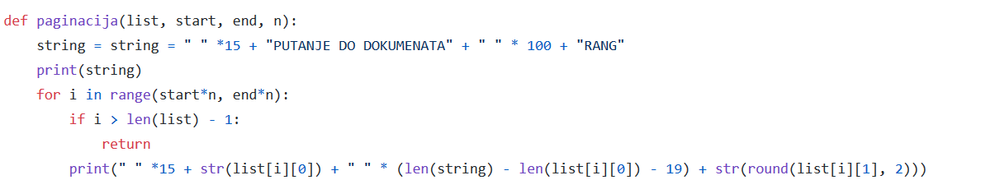 def paginacija(list, start, end, n):
    string = string = " " *15 + "PUTANJE DO DOKUMENATA" + " " * 100 + "RANG"
    print(string)
    for i in range(start*n, end*n):
        if i > len(list) - 1:
            return
        print(" " *15 + str(list[i][0]) + " " * (len(string) - len(list[i][0]) - 19) + str(round(list[i][1], 2)))